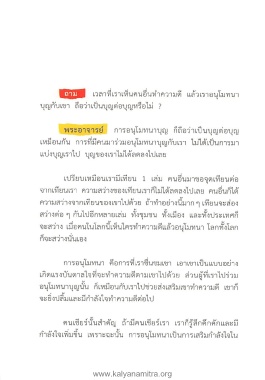 ถาม เวลาที่เราเห็นคนอื่นทำความดี แล้วเราอนุโมทนา
บุญกับเขา ถือว่าเป็นบุญต่อบุญหรือไม่ ?
พระอาจารย์ การอนุโมทนาบุญ ก็ถือว่าเป็นบุญต่อบุญ
เหมือนกัน การที่มีคนมาร่วมอนุโมทนาบุญกับเรา ไม่ได้เป็นการมา
แบ่งบุญเราไป บุญของเราไม่ได้ลดลงไปเลย
เปรียบเหมือนเรามีเทียน 1 เล่ม คนอื่นมาขอจุดเทียนต่อ
จากเทียนเรา ความสว่างของเทียนเราก็ไม่ได้ลดลงไปเลย คนอื่นก็ได้
ความสว่างจากเทียนของเราไปด้วย ถ้าทำอย่างนี้มากๆ เทียนจะส่อง
สว่างต่อๆ กันไปอีกหลายเล่ม ทั้งชุมชน ทั้งเมือง และทั้งประเทศก็
จะสว่าง เมื่อคนในโลกนี้เห็นใครทำความดีแล้วอนุโมทนา โลกทั้งโลก
ก็จะสว่างนั่นเอง
การอนุโมทนา คือการที่เราชื่นชมเขา เอาเขาเป็นแบบอย่าง
เกิดแรงบันดาลใจที่จะทำความดีตามเขาไปด้วย ส่วนผู้ที่เราไปร่วม
อนุโมทนาบุญนั้น ก็เหมือนกับเราไปช่วยส่งเสริมเขาทำความดี เขาก็
จะยิ่งปลื้มและมีกำลังใจทำความดีต่อไป
คนเชียร์นั้นสำคัญ ถ้ามีคนเชียร์เรา เราก็รู้สึกคึกคักและมี
กำลังใจเพิ่มขึ้น เพราะฉะนั้น การอนุโมทนาเป็นการเสริมกำลังใจใน
www.kalyanamitra.org